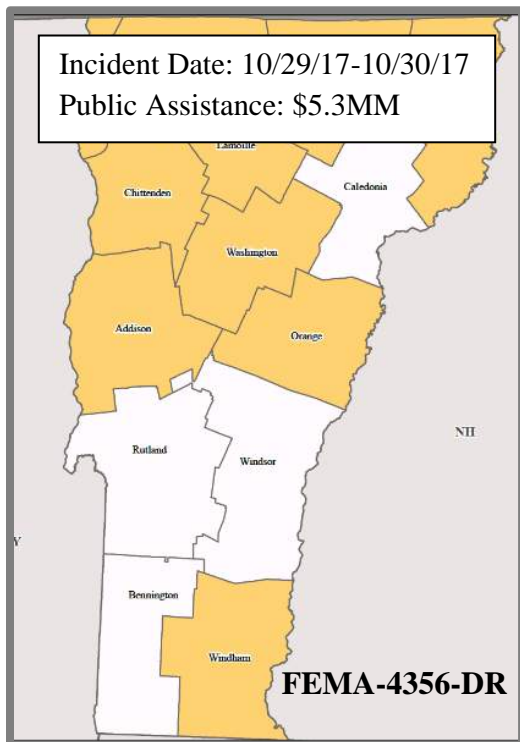 Incident Date: 10/29/17-10/30/17
Public Assistance: $5.3MM
Lamoille
Caledonia
Chittenden
Washington
Addison
Orange
NH
Rutland
Windsor
Y
Bennington
Windham
FEMA-4356-DR